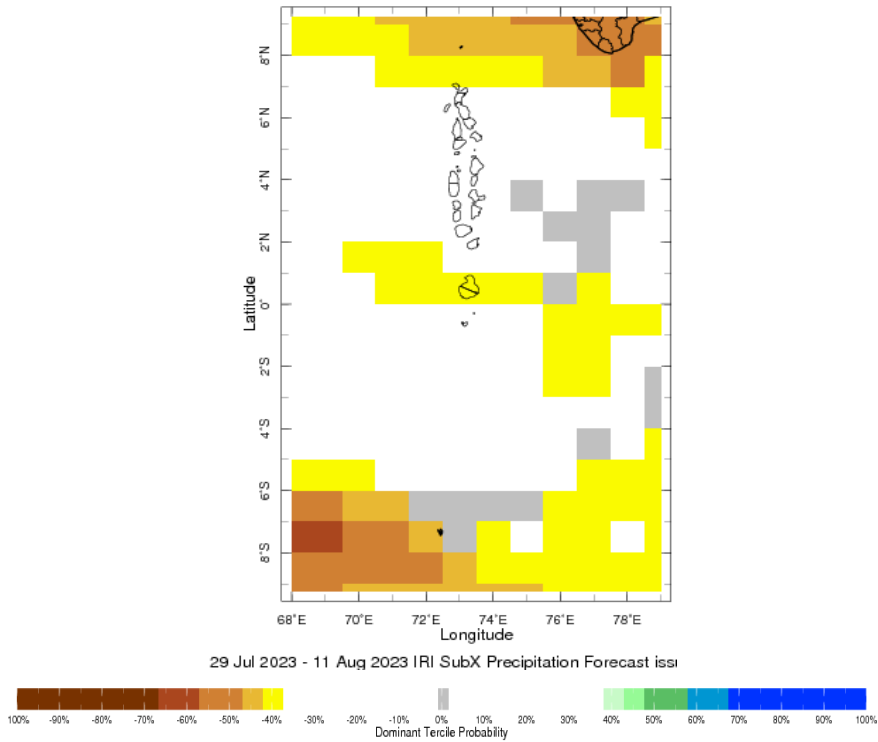 8°N
6°N
4°N
2°N
0°
2°S
4°S
6°S
8°S
Latitude
68°E 70°E 72°E 74°E 76°E 78°E
Longitude
29 Jul 2023 - 11 Aug 2023 IRI SubX Precipitation Forecast issu
100% -90% -80% -70% -60% -50% -40% -30% -20% -10% 0% 10% 20% 30% 40% 50% 60% 70% 80% 90% 100%
Dominant Tercile Probability